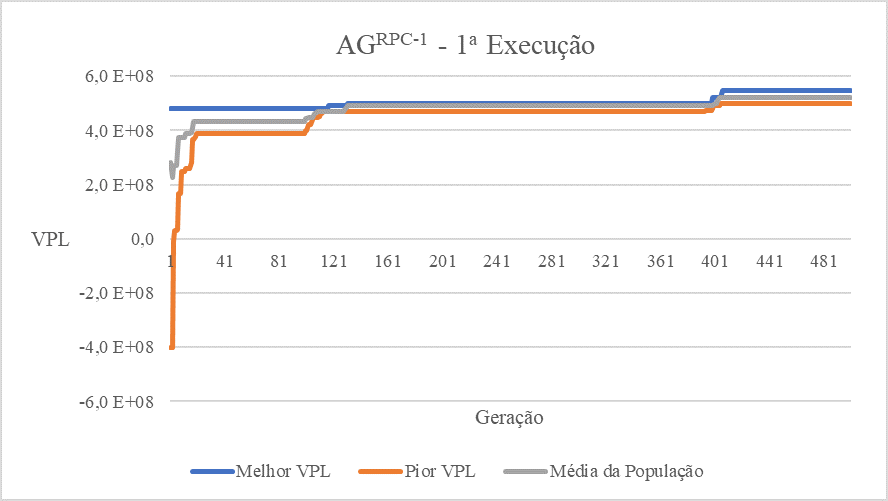 AGRPC-1 - 1ª Execução
6,0 E+08
4,0 E+08
2,0 E+08
VPL
0,0
1 41 81 121 161 201 241 281 321 361 401 441 481
-2,0 E+08
-4,0 E+08
-6,0 E+08
Geração
Melhor VPL Pior VPL Média da População